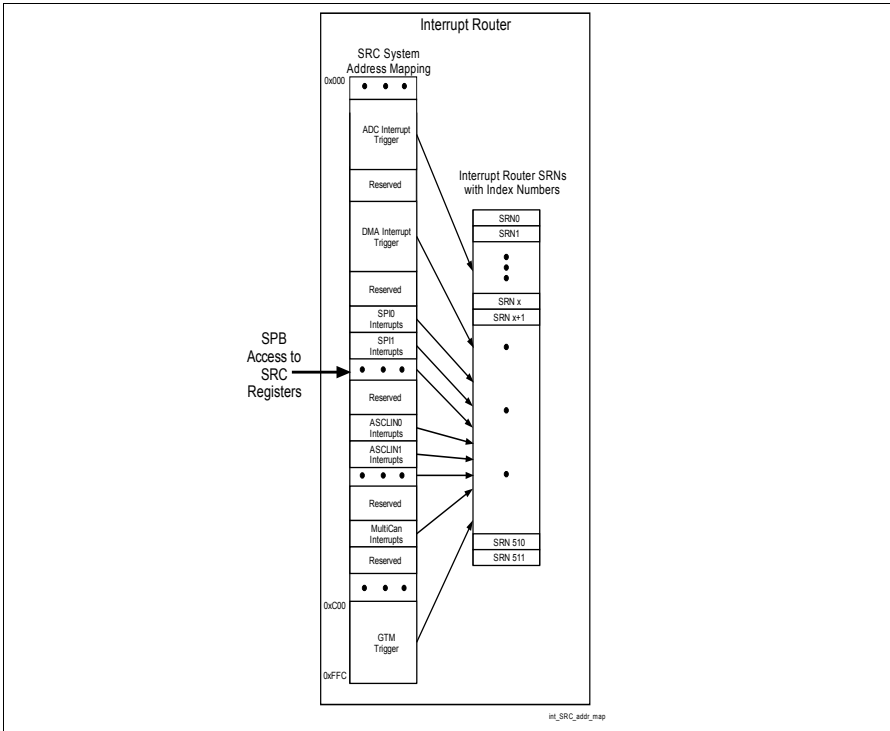 Interrupt Router
SRC System
Address Mapping
0x000
ADC Interrupt
Trigger
Reserved
DMA Interrupt
Trigger
Reserved
SPI0
Interrupts
SPI1
Interrupts
Reserved
ASCLIN0
Interrupts
ASCLIN1
Interrupts
Reserved
MultiCan
Interrupts
Reserved
0xC00
GTM
Trigger
0xFFC
SPB
Access to
SRC
Registers
Interrupt Router SRNs
with Index Numbers
SRN0
SRN1
SRN x
SRN x+1
SRN 510
SRN 511
int_SRC_addr_map